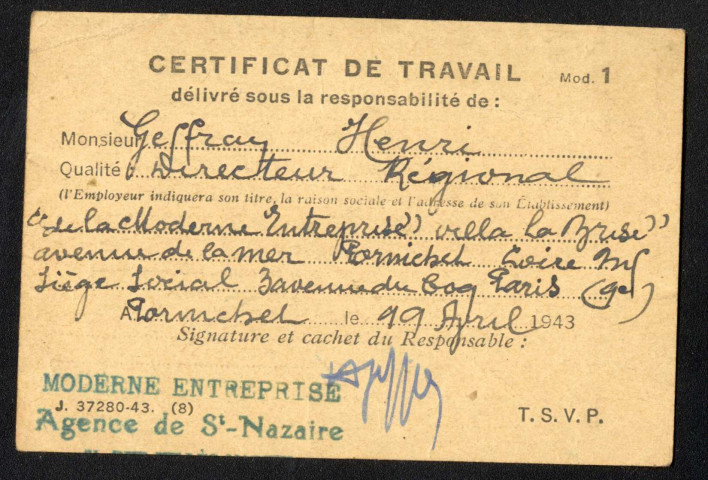 CERTIFICAT DE TRAVAIL Mod. 1
délivré sous la responsabilité de :
Monsieur Geffray Henri
Qualité Directeur Régional
(l'Employeur indiquera son titre, la raison sociale et l'adresse de son Établissement)
"de la Moderne Entreprise" villa la Brise"
avenue de la mer Pornichet Loire Inf
Siège Social 3 avenue du Coq Paris (9e)
A Pornichet le 19 April 1943
Signature et cachet du Responsable :
MODERNE ENTREPRISE
J. 37280-43. (8) T. S. V. P.
Agence de St-Nazaire